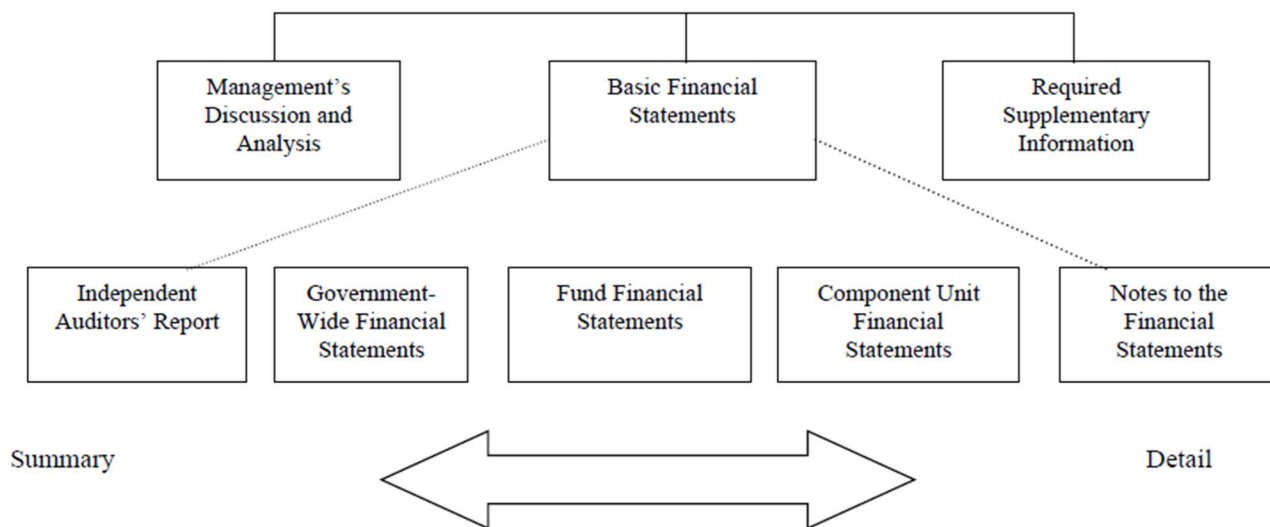 Management’s
Discussion and
Analysis
Basic Financial
Statements
Required
Supplementary
Information
Independent
Auditors’ Report
Government-
Wide Financial
Statements
Fund Financial
Statements
Component Unit
Financial
Statements
Notes to the
Financial
Statements
Summary
Detail